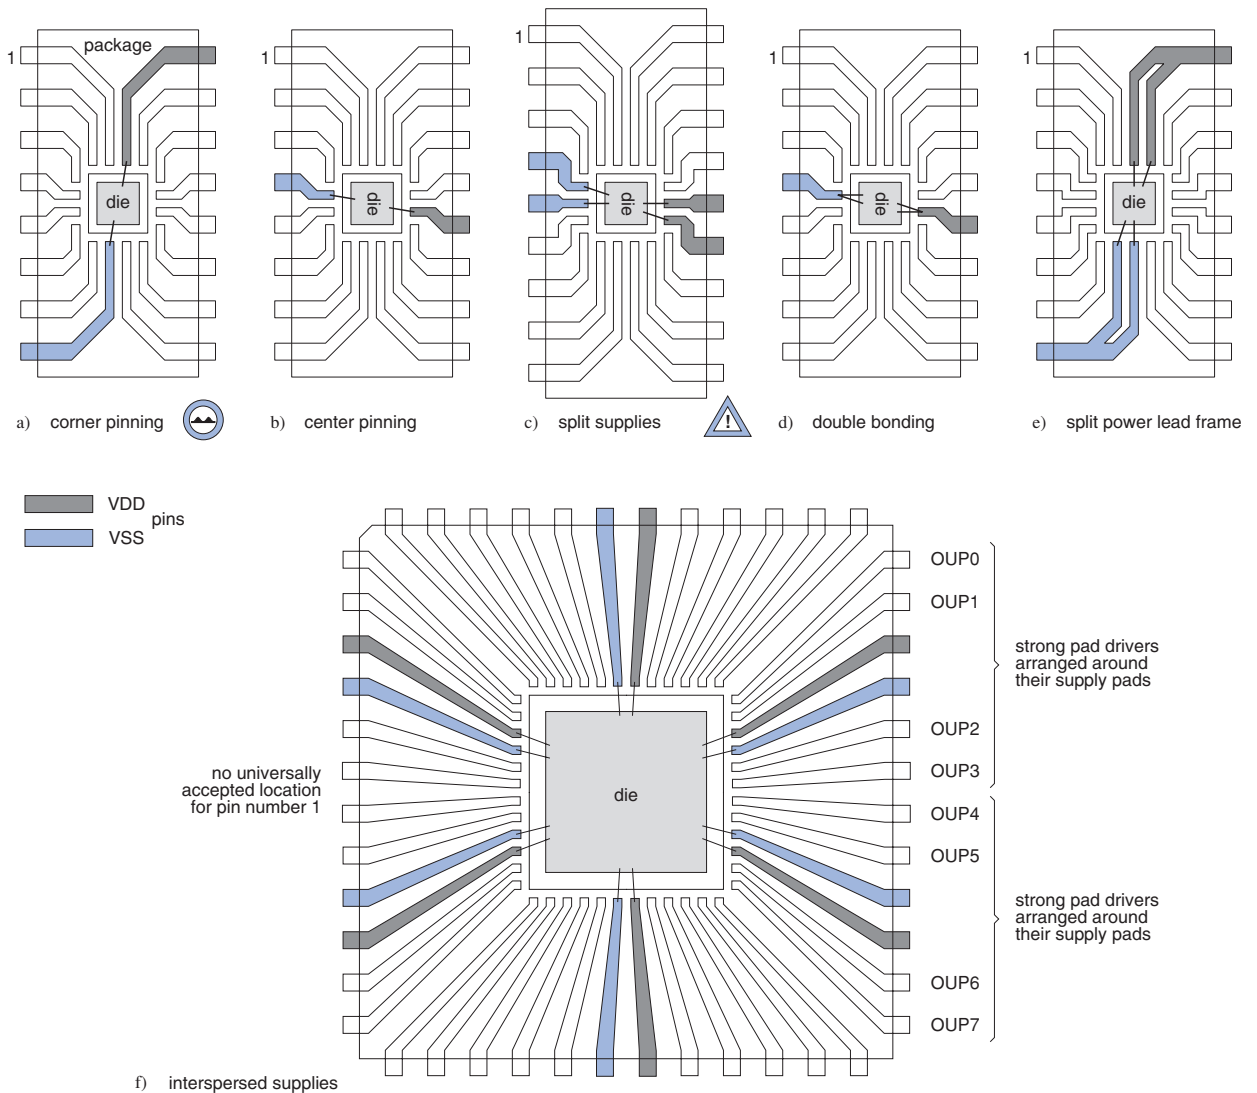 package
1
1
1
1
1
die
die
die
die
die
a) corner pinning
b) center pinning
c) split supplies
!
d) double bonding
e) split power lead frame
VDD
pins
VSS
OUP0
OUP1
strong pad drivers
arranged around
their supply pads
OUP2
OUP3
no universally
accepted location
for pin number 1
die
OUP4
OUP5
strong pad drivers
arranged around
their supply pads
OUP6
OUP7
f) interspersed supplies